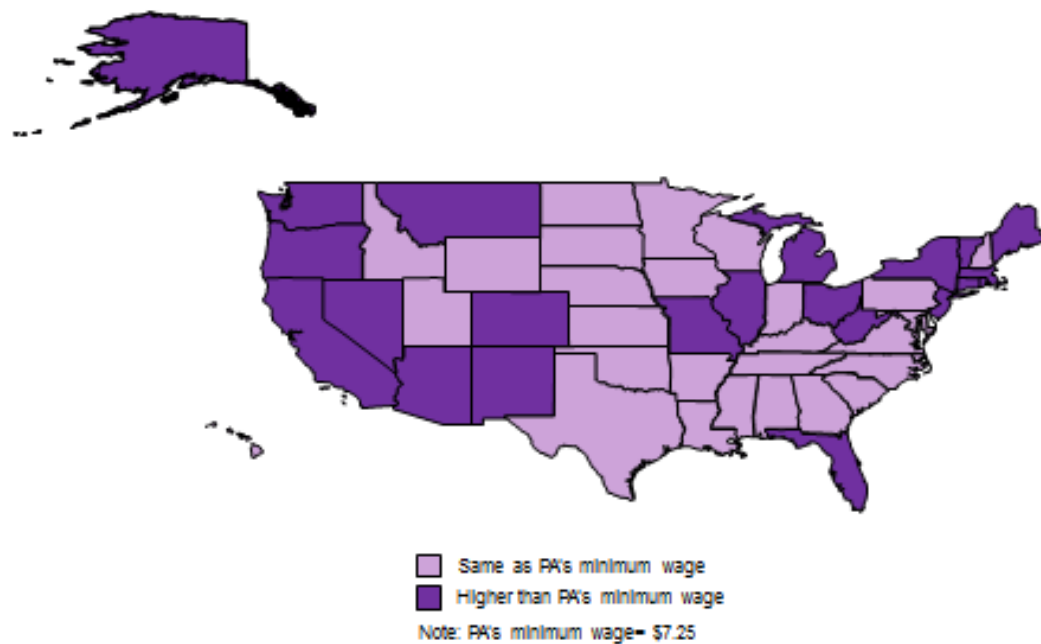 Same as PA's minimum wage
Higher than PA's minimum wage
Note: PA's minimum wage= $7.25